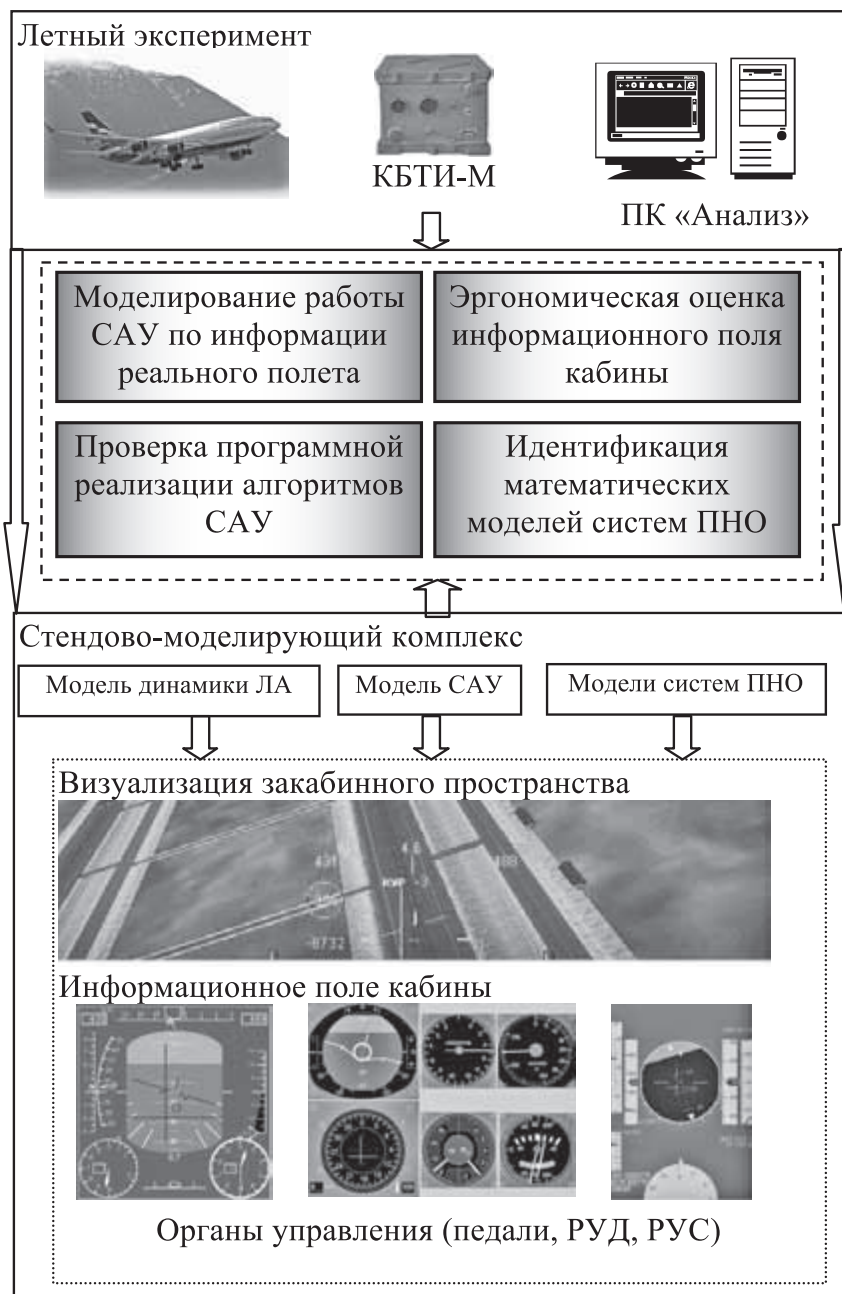 Летный эксперимент
КБТИ-М
ПК «Анализ»
Моделирование работы
САУ по информации
реального полета
Эргономическая оценка
информационного поля
кабины
Проверка программной
реализации алгоритмов
САУ
Идентификация
математических
моделей систем ПНО
Стендово-моделирующий комплекс
Модель динамики ЛА
Модель САУ
Модели систем ПНО
Визуализация закабинного пространства
Информационное поле кабины
Органы управления (педали, РУД, РУС)